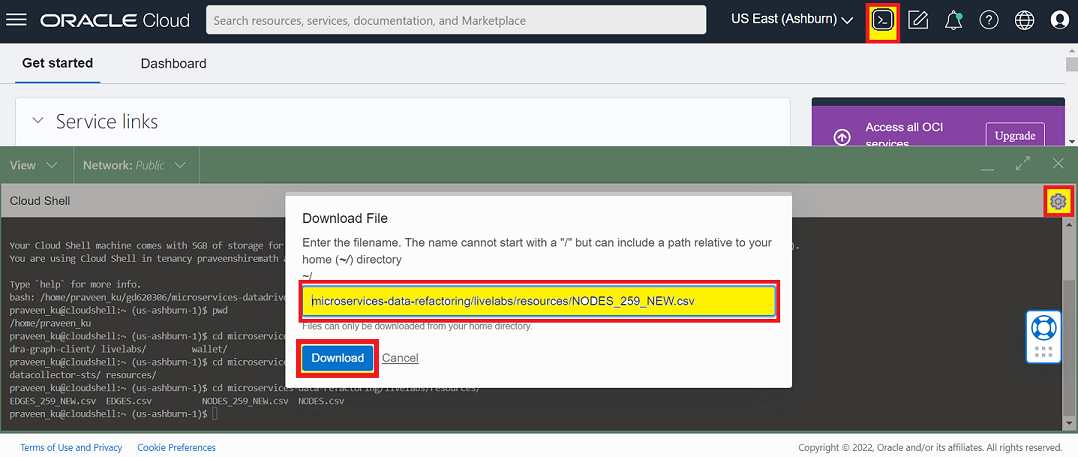 ORACLE Cloud
Search resources, services, documentation, and Marketplace
US East (Ashburn)
Get started
Dashboard
Service links
Access all OCI
services
Upgrade
View
Network: Public
Cloud Shell
Your Cloud Shell machine comes with 5GB of storage for
).
You are using Cloud Shell in tenancy praveenshiremath a
Type `help` for more info.
bash: /home/praveen_ku/gd620306/microservices-datadrive
praveen_ku@cloudshell:~ (us-ashburn-1)$ pwd
/home/praveen_ku
praveen_ku@cloudshell:~ (us-ashburn-1)$ cd microservices
dra-graph-client/ livelabs/ wallet/
praveen_ku@cloudshell:~ (us-ashburn-1)$ cd microservices
datacollector-sts/ resources/
praveen_ku@cloudshell:~ (us-ashburn-1)$ cd microservices-data-refactoring/livelabs/resources/
EDGES_259_NEW.csv EDGES.csv NODES_259_NEW.csv NODES.csv
praveen_ku@cloudshell:~ (us-ashburn-1)$
Download File
Enter the filename. The name cannot start with a "/" but can include a path relative to your
home (~/) directory
~/
microservices-data-refactoring/livelabs/resources/NODES_259_NEW.csv
Files can only be downloaded from your home directory.
Download
Cancel
Terms of Use and Privacy
Cookie Preferences
Copyright © 2022, Oracle and/or its affiliates. All rights reserved.